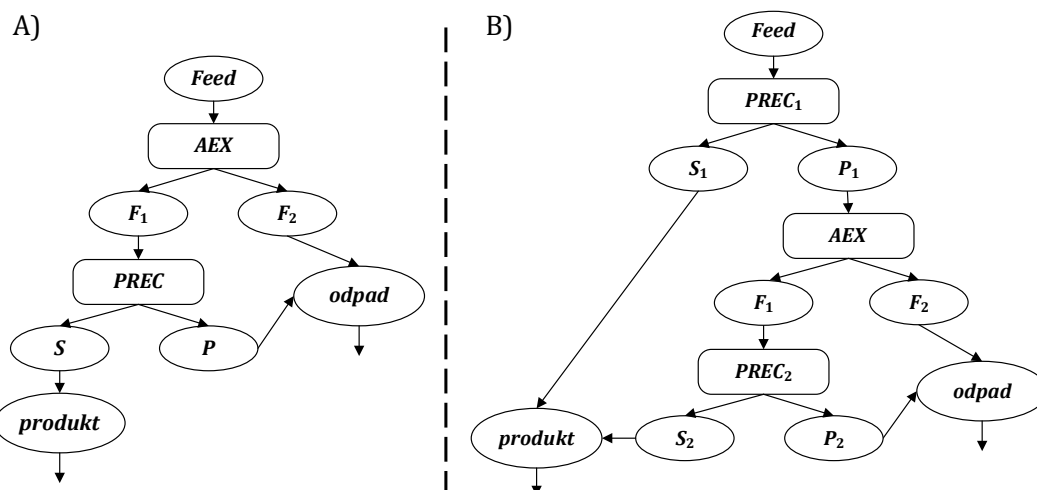 A)
Feed
AEX
F₁ F₂
PREC
odpad
S P
produkt
B)
Feed
PREC₁
S₁ P₁
AEX
F₁ F₂
PREC₂
odpad
produkt S₂ P₂